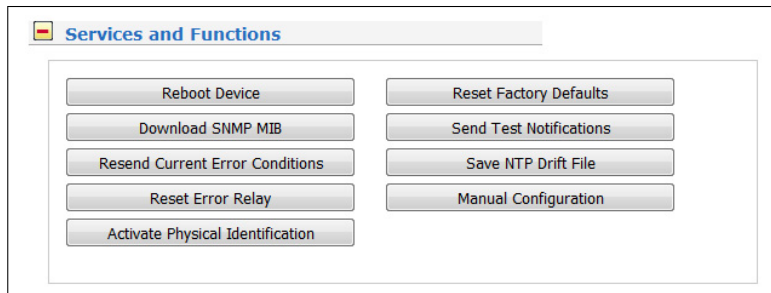 Services and Functions
Reboot Device
Reset Factory Defaults
Download SNMP MIB
Send Test Notifications
Resend Current Error Conditions
Save NTP Drift File
Reset Error Relay
Manual Configuration
Activate Physical Identification